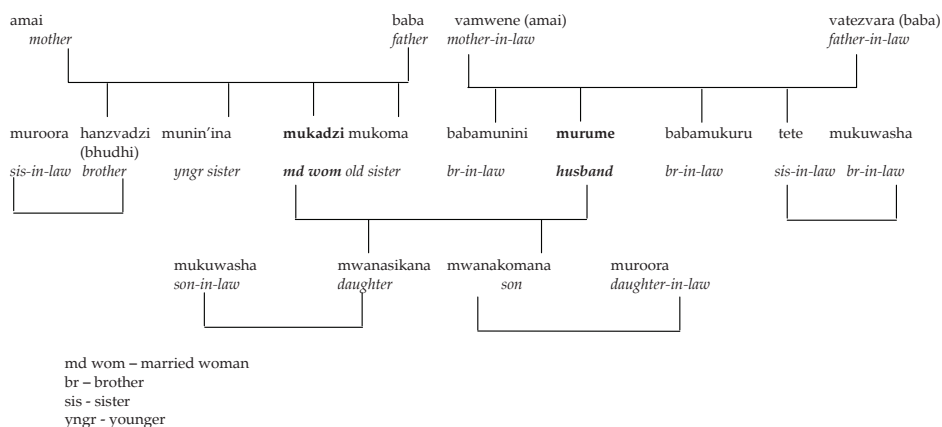 amai baba vamwene (amai) vatezvara (baba)
mother father mother-in-law father-in-law
muroora hanzvadzi munin'ina mukadzi mukoma babamunini murume babamukuru tete mukuwasha
(bhudhi)
sis-in-law brother yngr sister md wom old sister br-in-law husband br-in-law sis-in-law br-in-law
mukuwasha mwanasikana mwanakomana muroora
son-in-law daughter son daughter-in-law
md wom – married woman
br – brother
sis - sister
yngr - younger